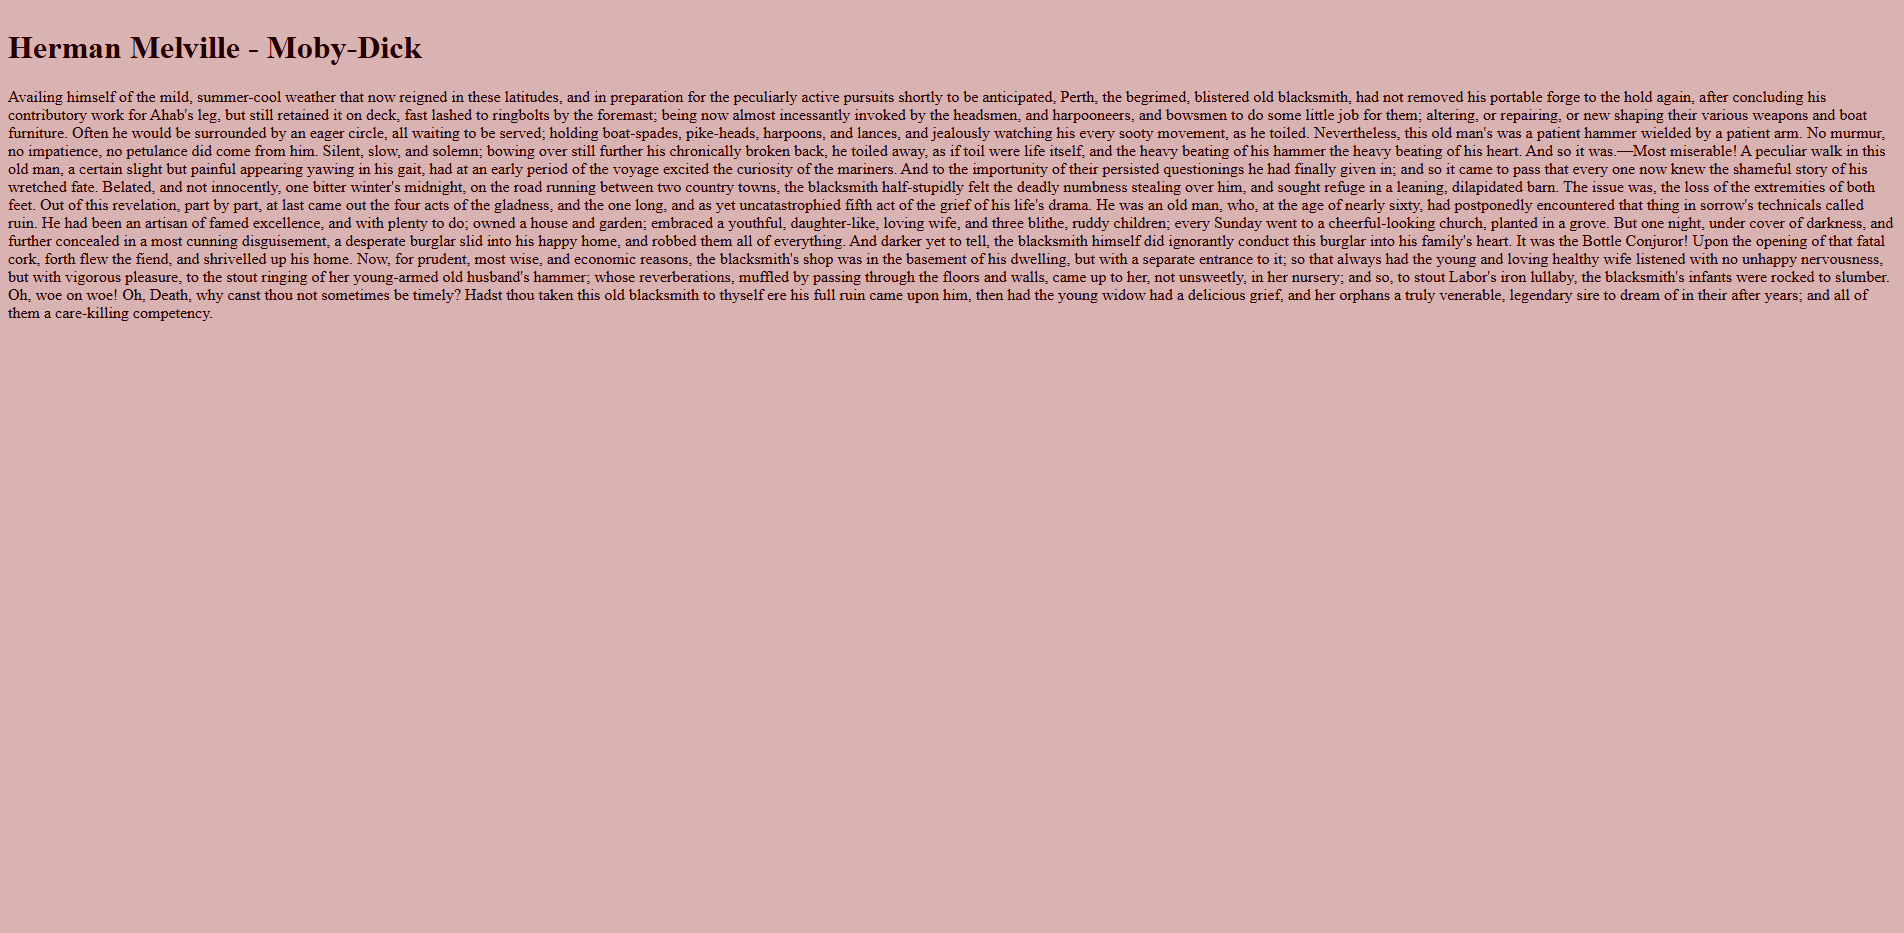 Herman Melville - Moby-Dick
Availing himself of the mild, summer-cool weather that now reigned in these latitudes, and in preparation for the peculiarly active pursuits shortly to be anticipated, Perth, the begrimed, blistered old blacksmith, had not removed his portable forge to the hold again, after concluding his
contributory work for Ahab's leg, but still retained it on deck, fast lashed to ringbolts by the foremast; being now almost incessantly invoked by the headsmen, and harpooneers, and bowsmen to do some little job for them; altering, or repairing, or new shaping their various weapons and boat
furniture. Often he would be surrounded by an eager circle, all waiting to be served; holding boat-spades, pike-heads, harpoons, and lances, and jealously watching his every sooty movement, as he toiled. Nevertheless, this old man's was a patient hammer wielded by a patient arm. No murmur,
no impatience, no petulance did come from him. Silent, slow, and solemn; bowing over still further his chronically broken back, he toiled away, as if toil were life itself, and the heavy beating of his hammer the heavy beating of his heart. And so it was.—Most miserable! A peculiar walk in this
old man, a certain slight but painful appearing yawing in his gait, had at an early period of the voyage excited the curiosity of the mariners. And to the importunity of their persisted questionings he had finally given in; and so it came to pass that every one now knew the shameful story of his
wretched fate. Belated, and not innocently, one bitter winter's midnight, on the road running between two country towns, the blacksmith half-stupidly felt the deadly numbness stealing over him, and sought refuge in a leaning, dilapidated barn. The issue was, the loss of the extremities of both
feet. Out of this revelation, part by part, at last came out the four acts of the gladness, and the one long, and as yet uncatastrophied fifth act of the grief of his life's drama. He was an old man, who, at the age of nearly sixty, had postponedly encountered that thing in sorrow's technicals called
ruin. He had been an artisan of famed excellence, and with plenty to do; owned a house and garden; embraced a youthful, daughter-like, loving wife, and three blithe, ruddy children; every Sunday went to a cheerful-looking church, planted in a grove. But one night, under cover of darkness, and
further concealed in a most cunning disguisement, a desperate burglar slid into his happy home, and robbed them all of everything. And darker yet to tell, the blacksmith himself did ignorantly conduct this burglar into his family's heart. It was the Bottle Conjuror! Upon the opening of that fatal
cork, forth flew the fiend, and shrivelled up his home. Now, for prudent, most wise, and economic reasons, the blacksmith's shop was in the basement of his dwelling, but with a separate entrance to it; so that always had the young and loving healthy wife listened with no unhappy nervousness,
but with vigorous pleasure, to the stout ringing of her young-armed old husband's hammer; whose reverberations, muffled by passing through the floors and walls, came up to her, not unsweetly, in her nursery; and so, to stout Labor's iron lullaby, the blacksmith's infants were rocked to slumber.
Oh, woe on woe! Oh, Death, why canst thou not sometimes be timely? Hadst thou taken this old blacksmith to thyself ere his full ruin came upon him, then had the young widow had a delicious grief, and her orphans a truly venerable, legendary sire to dream of in their after years; and all of
them a care-killing competency.